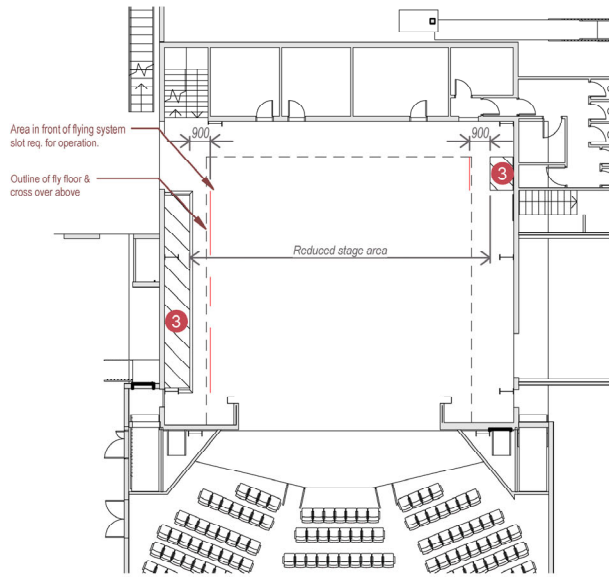 Area in front of flying system
slot req. for operation.
900
900
3
Outline of fly floor &
cross over above
Reduced stage area
3